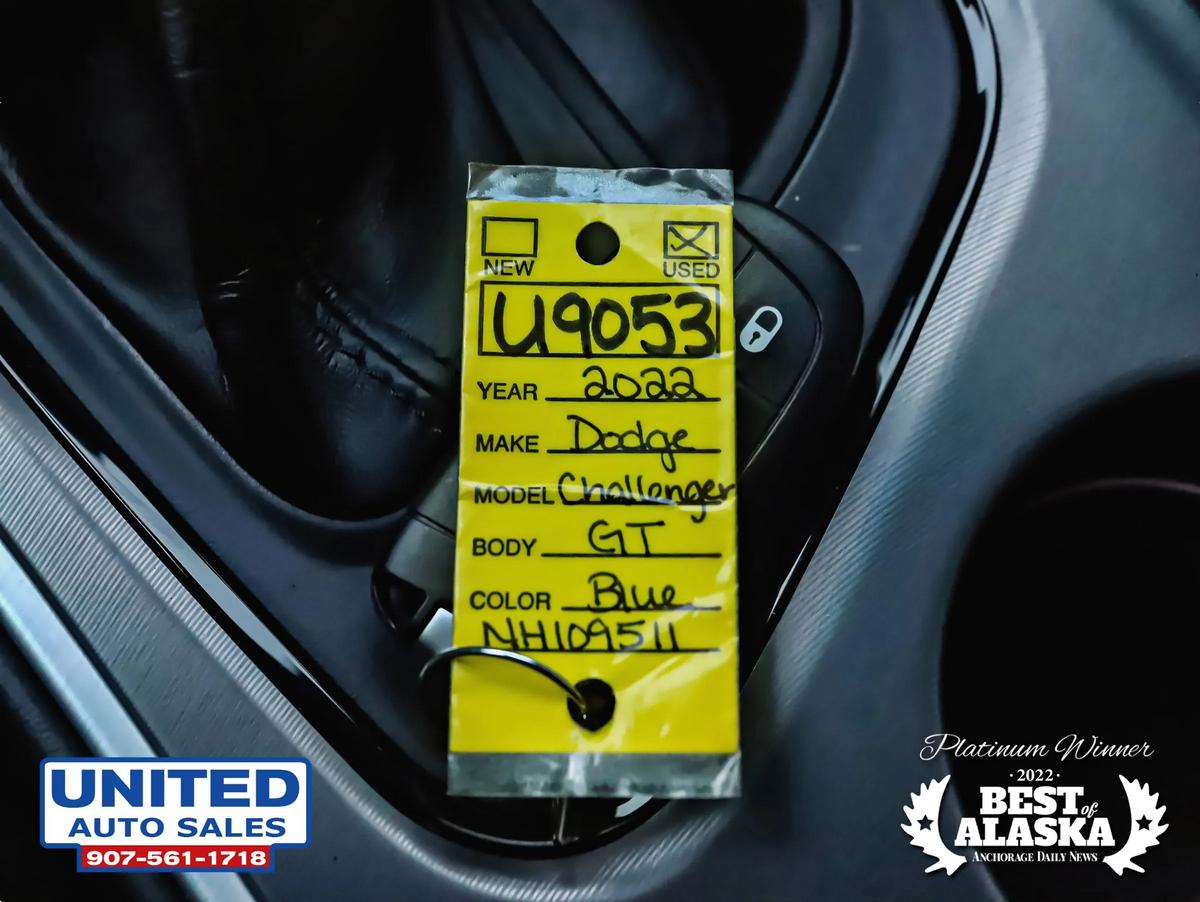 NEW USED
U9053
YEAR 2022
MAKE Dodge
MODEL Challenger
BODY GT
COLOR Blue
NH109511
UNITED
AUTO SALES
907-561-1718
Platinum Winner
·2022·
BEST of
ALASKA
ANCHORAGE DAILY NEWS